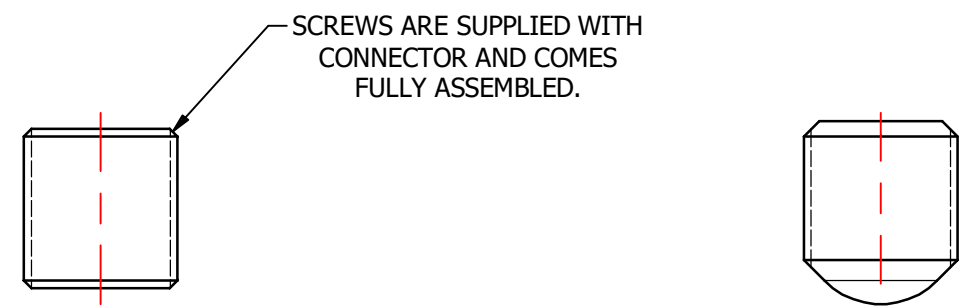 SCREWS ARE SUPPLIED WITH
CONNECTOR AND COMES
FULLY ASSEMBLED.